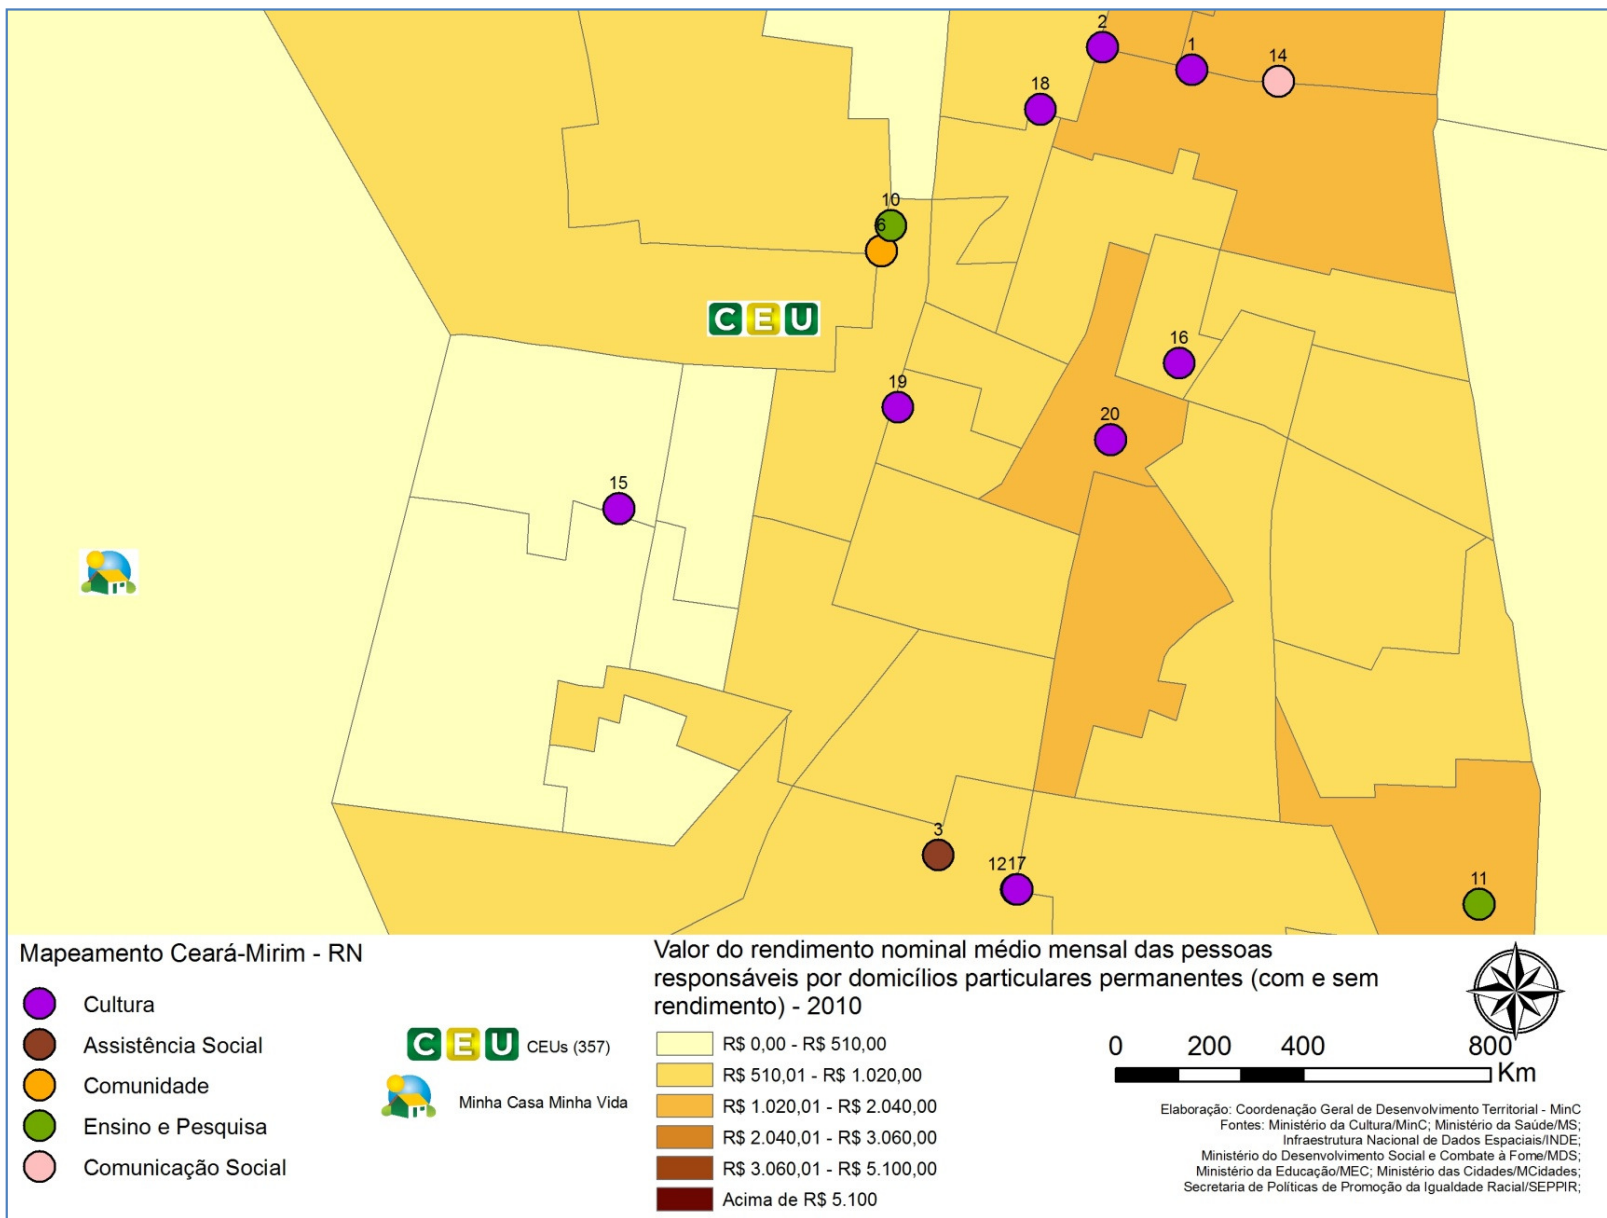 2
1
14
18
10
6
CEU
16
19
20
15
3
1217
11
Mapeamento Ceará-Mirim - RN
Cultura
Assistência Social
Comunidade
Ensino e Pesquisa
Comunicação Social
CEU CEUs (357)
Minha Casa Minha Vida
Valor do rendimento nominal médio mensal das pessoas
responsáveis por domicílios particulares permanentes (com e sem
rendimento) - 2010
R$ 0,00 - R$ 510,00
R$ 510,01 - R$ 1.020,00
R$ 1.020,01 - R$ 2.040,00
R$ 2.040,01 - R$ 3.060,00
R$ 3.060,01 - R$ 5.100,00
Acima de R$ 5.100
0 200 400 800
Km
Elaboração: Coordenação Geral de Desenvolvimento Territorial - MinC
Fontes: Ministério da Cultura/MinC; Ministério da Saúde/MS;
Infraestrutura Nacional de Dados Espaciais/INDE;
Ministério do Desenvolvimento Social e Combate à Fome/MDS;
Ministério da Educação/MEC; Ministério das Cidades/MCidades;
Secretaria de Políticas de Promoção da Igualdade Racial/SEPPIR;